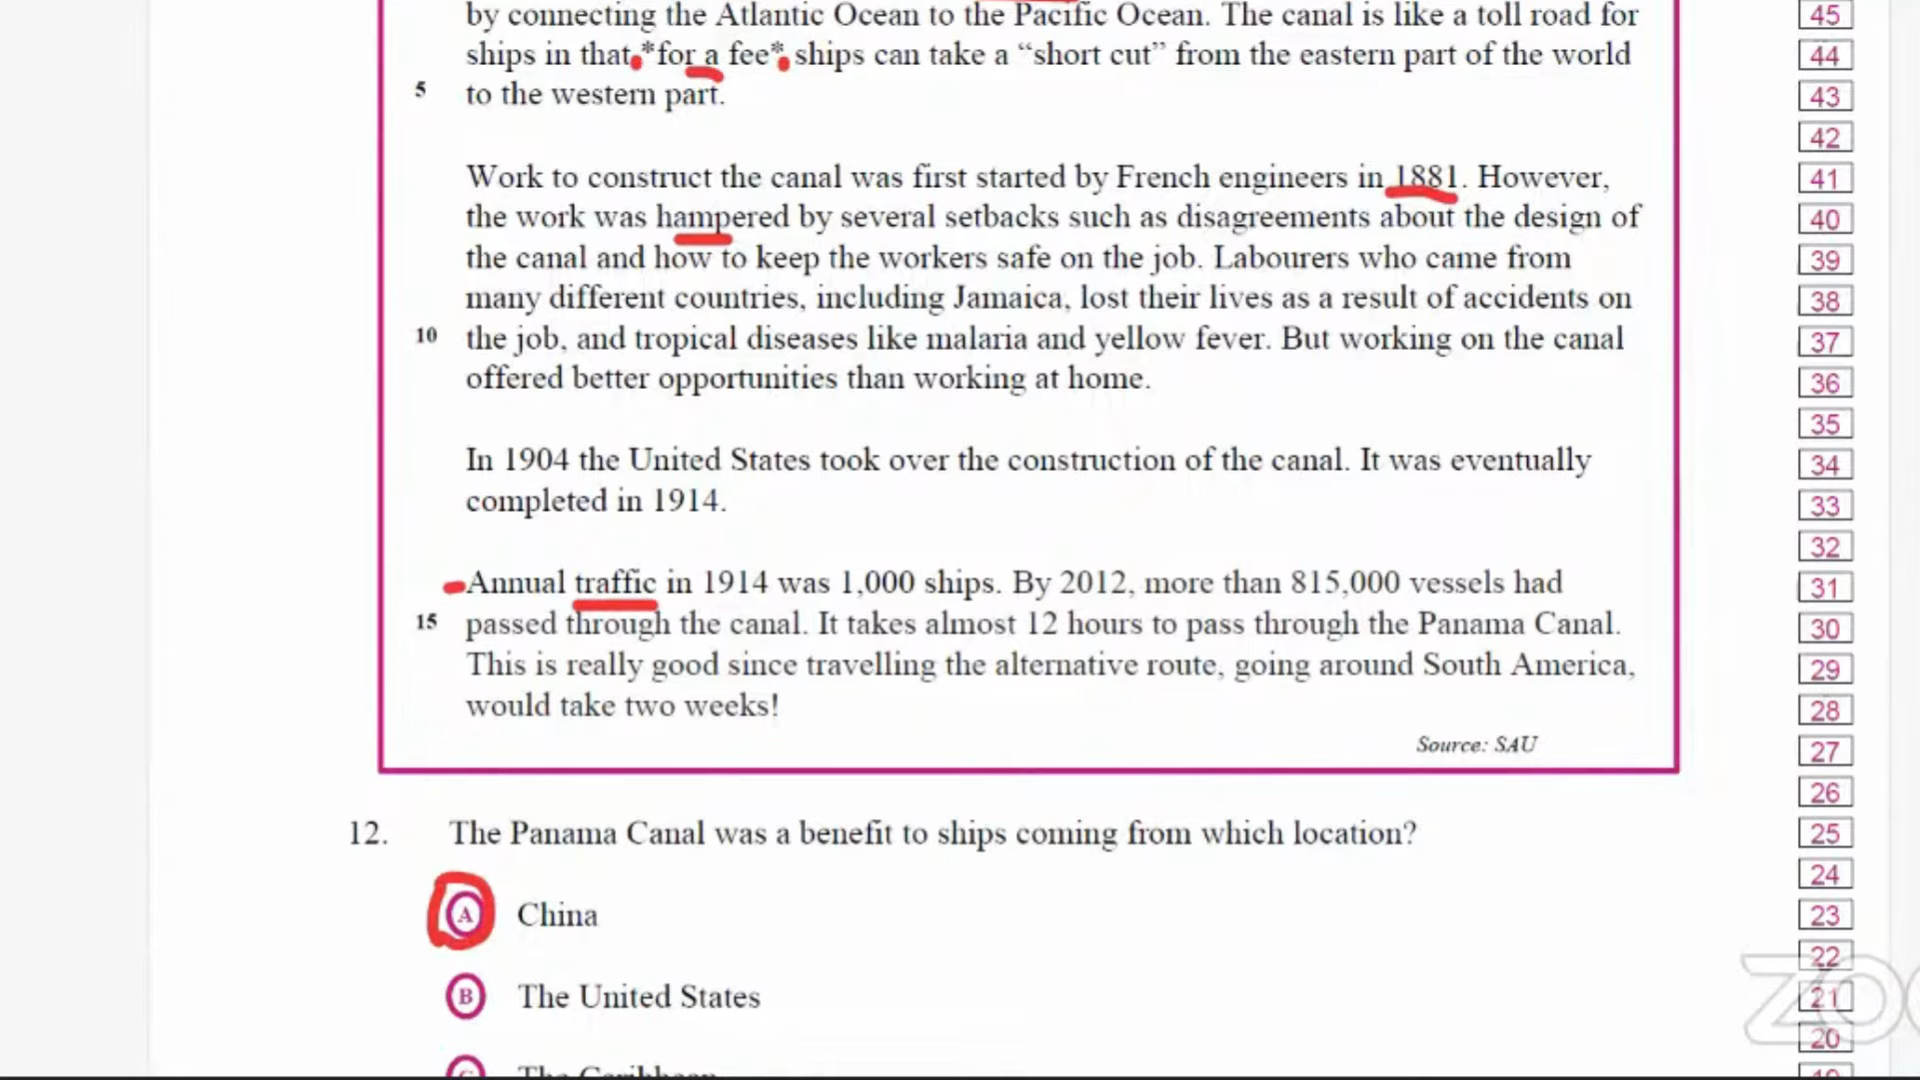 by connecting the Atlantic Ocean to the Pacific Ocean. The canal is like a toll road for
ships in that, *for a fee*, ships can take a “short cut” from the eastern part of the world
5 to the western part.
Work to construct the canal was first started by French engineers in 1881. However,
the work was hampered by several setbacks such as disagreements about the design of
the canal and how to keep the workers safe on the job. Labourers who came from
many different countries, including Jamaica, lost their lives as a result of accidents on
10 the job, and tropical diseases like malaria and yellow fever. But working on the canal
offered better opportunities than working at home.
In 1904 the United States took over the construction of the canal. It was eventually
completed in 1914.
Annual traffic in 1914 was 1,000 ships. By 2012, more than 815,000 vessels had
15 passed through the canal. It takes almost 12 hours to pass through the Panama Canal.
This is really good since travelling the alternative route, going around South America,
would take two weeks!
Source: SAU
12. The Panama Canal was a benefit to ships coming from which location?
A China
B The United States
C The Caribbean
45
44
43
42
41
40
39
38
37
36
35
34
33
32
31
30
29
28
27
26
25
24
23
22
21
20
19